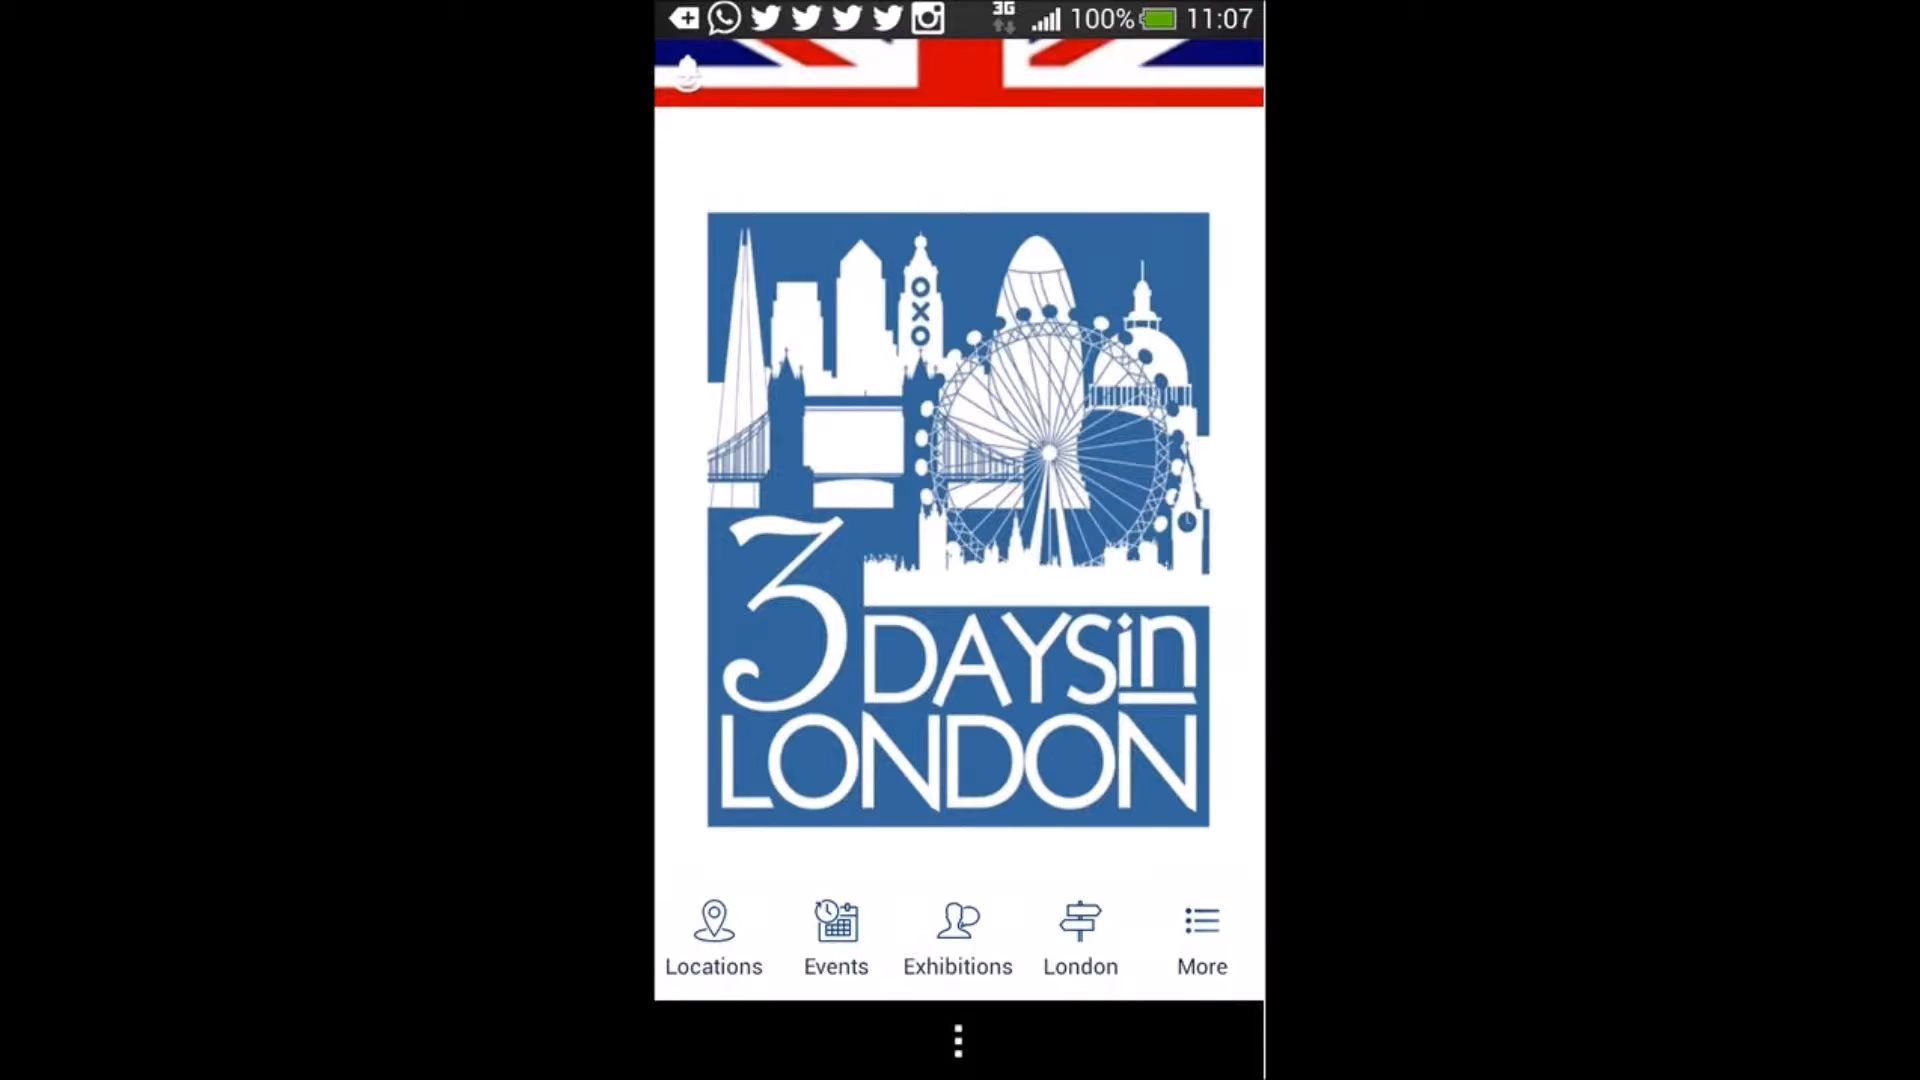 3G 100% 11:07
OXO
3 DAYS in
LONDON
Locations Events Exhibitions London More